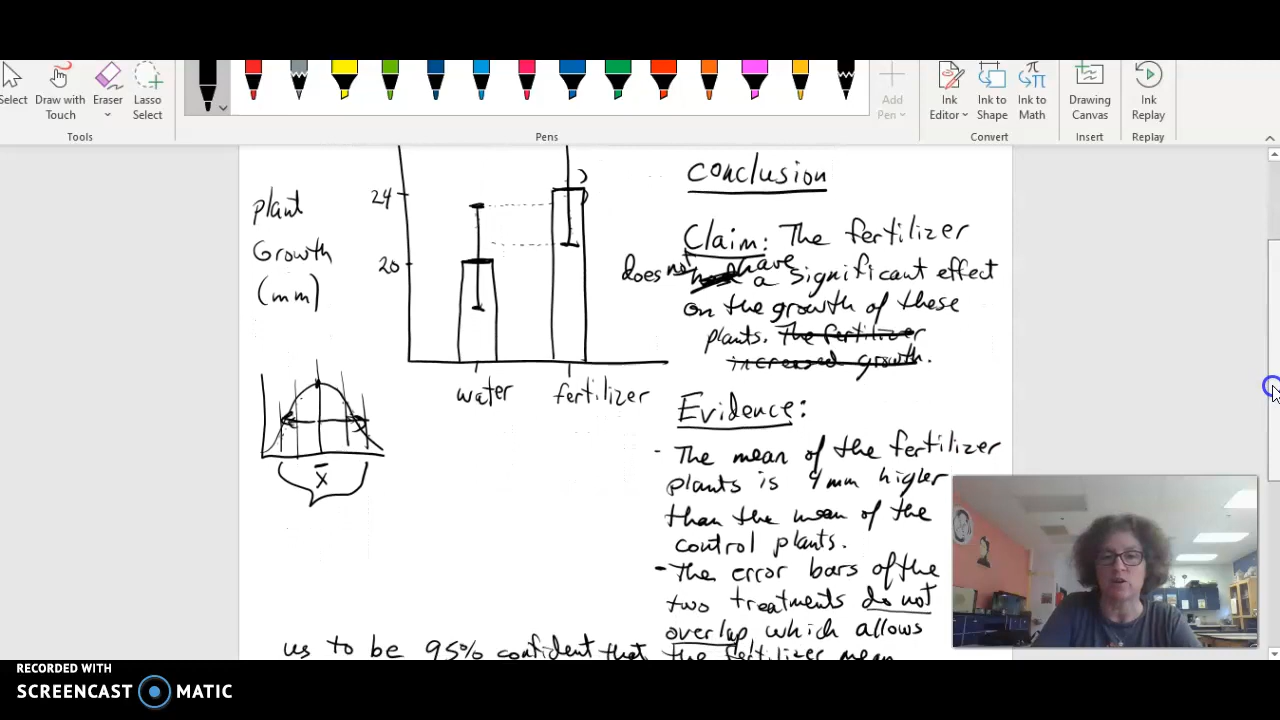 Select
Draw with
Touch
Eraser
Lasso
Select
Tools
Pens
Add
Pen
Ink
Editor
Ink to
Shape
Ink to
Math
Convert
Drawing
Canvas
Insert
Ink
Replay
Replay
plant
Growth
(mm)
24
20
water fertilizer
x̄
Conclusion
Claim: The fertilizer
does not have a significant effect
on the growth of these
plants. The fertilizer
increased growth.
Evidence:
- The mean of the fertilizer
plants is 4mm higler
than the mean of the
control plants.
- The error bars of the
two treatments do not
overlap, which allows
us to be 95% confident that the fertilizer mean
RECORDED WITH
SCREENCAST MATIC